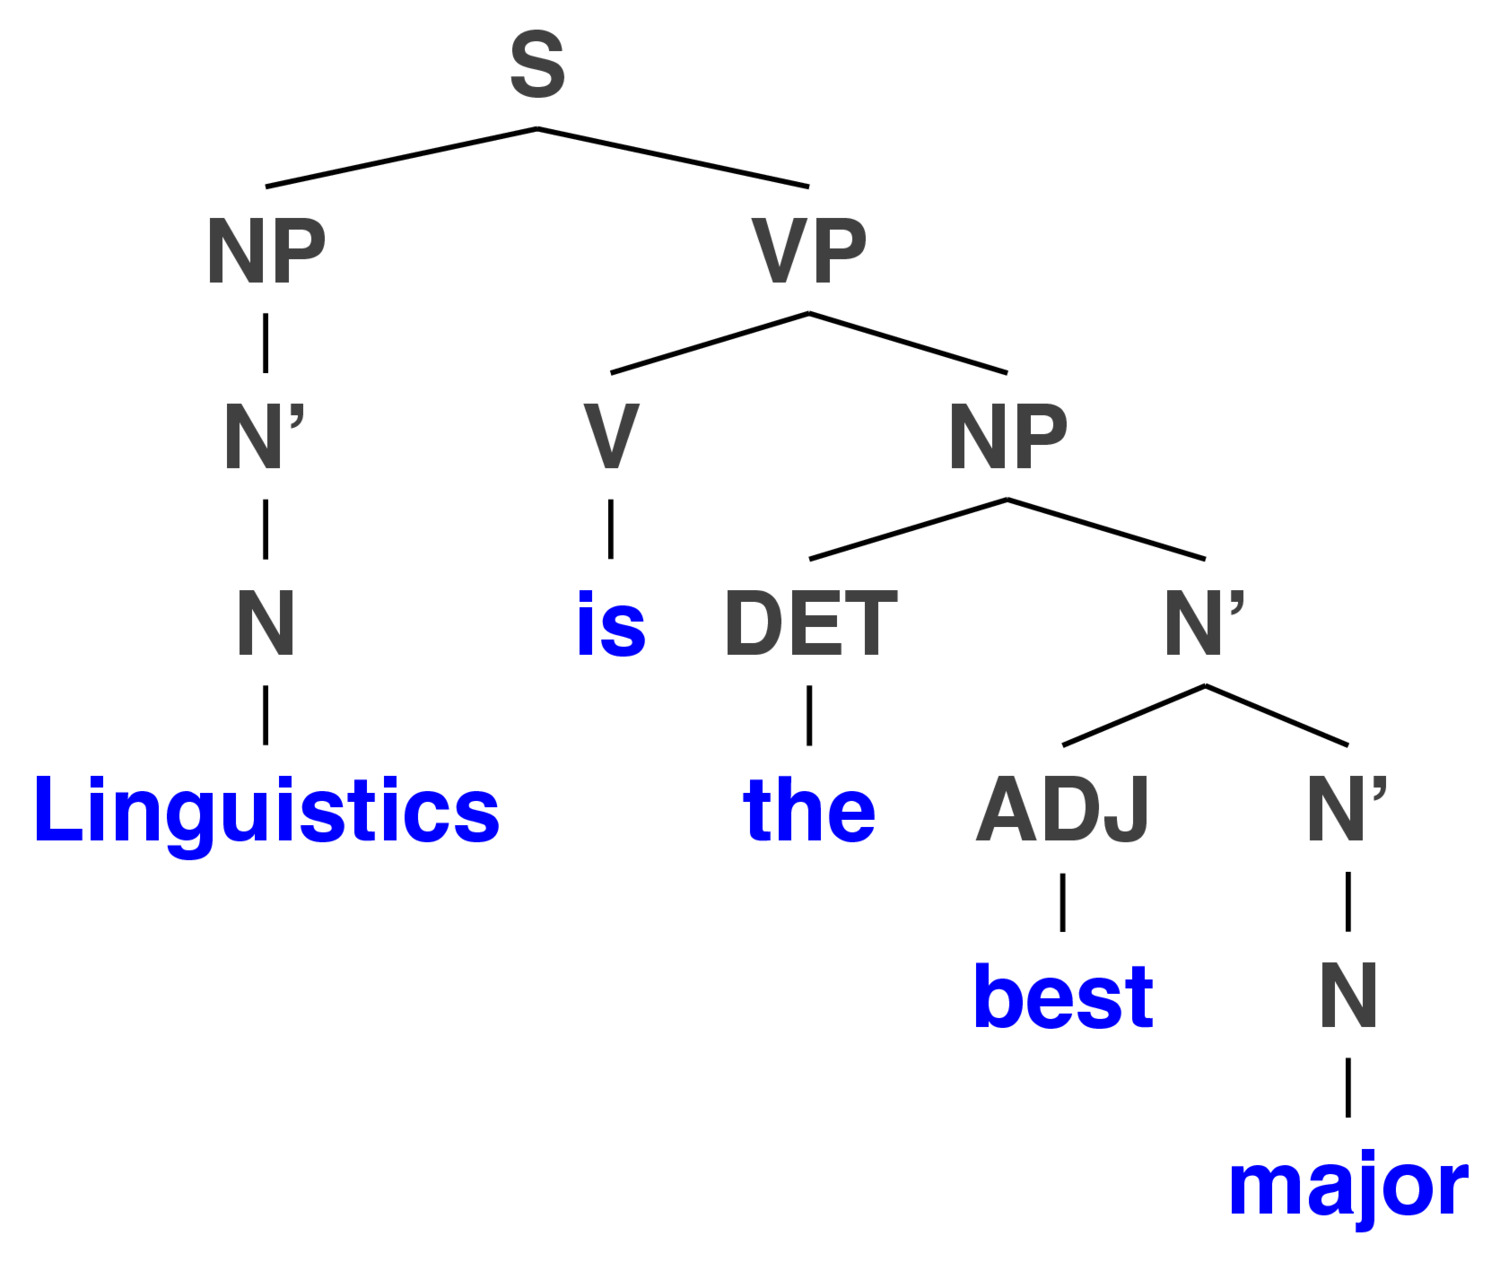 S
NP VP
N’ V NP
N is DET N’
Linguistics the ADJ N’
best N
major